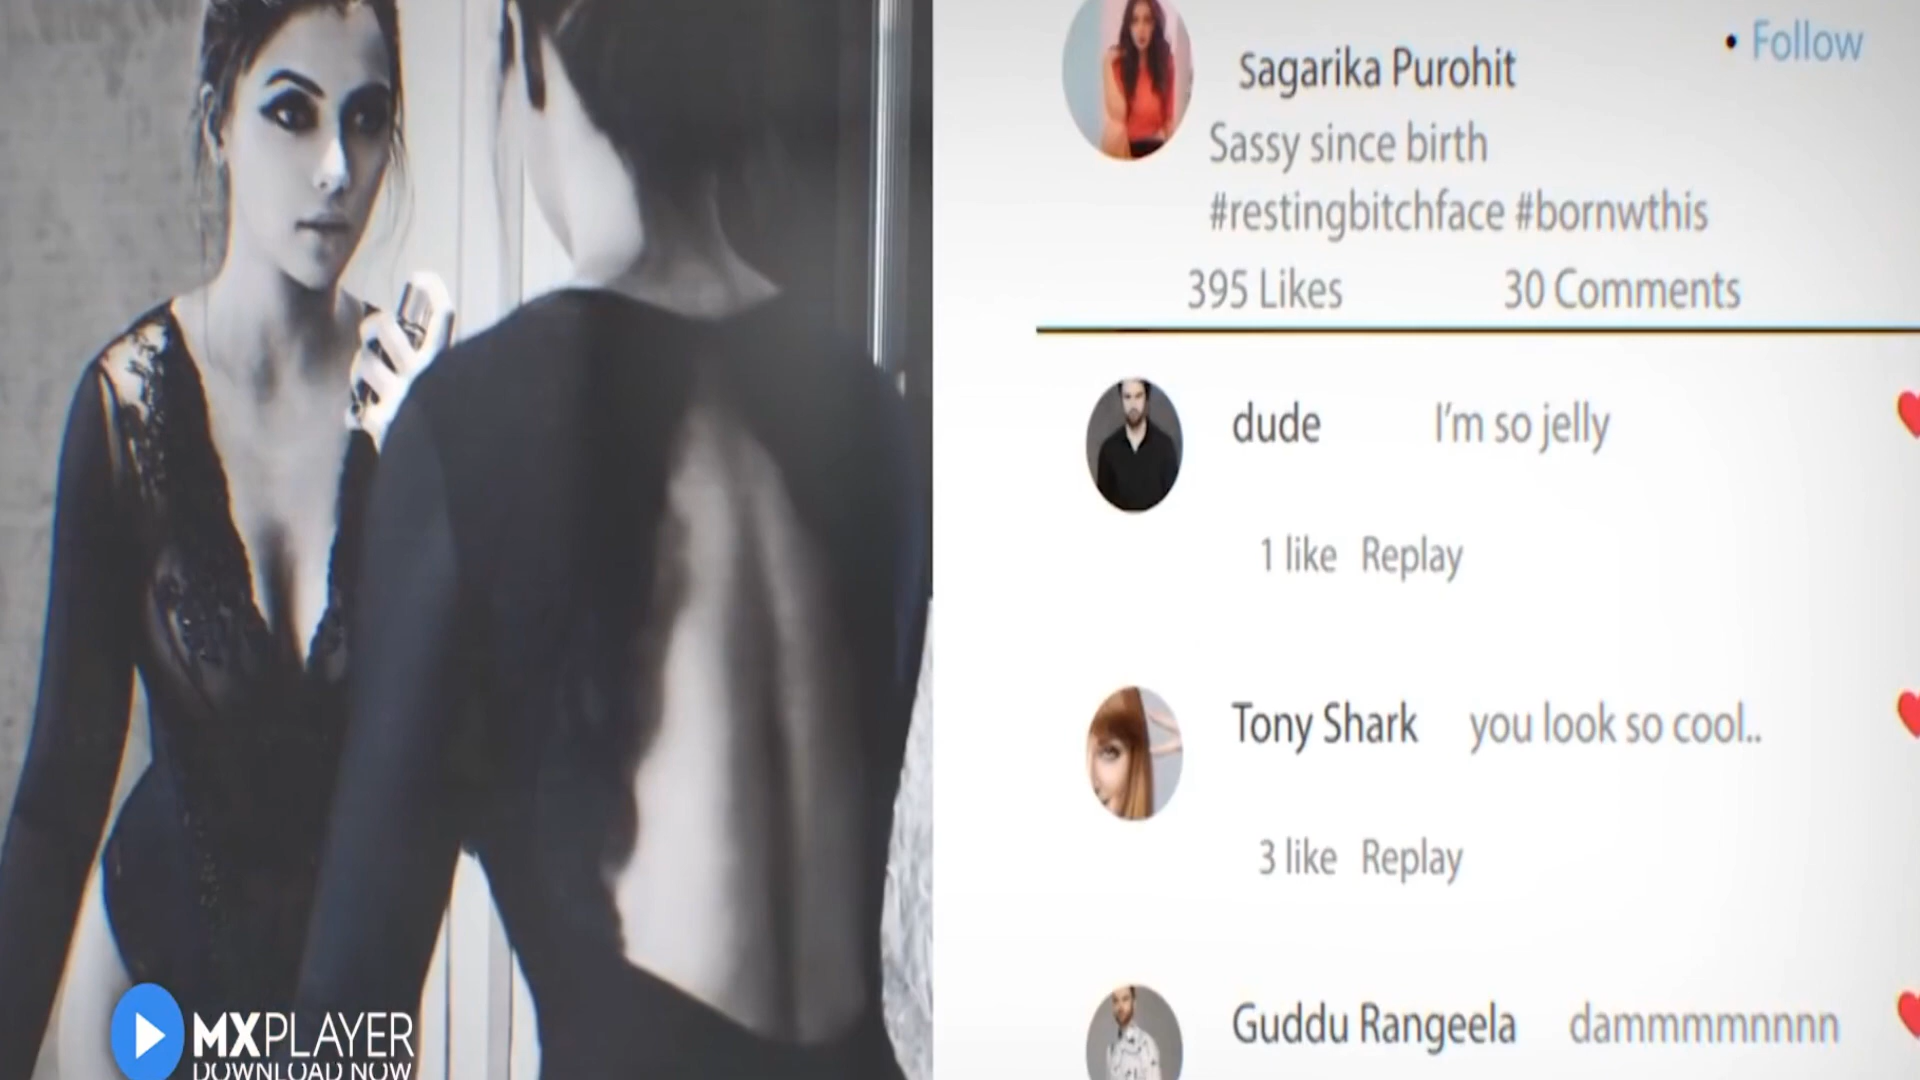 Sagarika Purohit
• Follow
Sassy since birth
#restingbitchface #bornwthis
395 Likes 30 Comments
dude I'm so jelly
1 like Replay
Tony Shark you look so cool..
3 like Replay
Guddu Rangeela dammmmnnnn
MXPLAYER
DOWNLOAD NOW